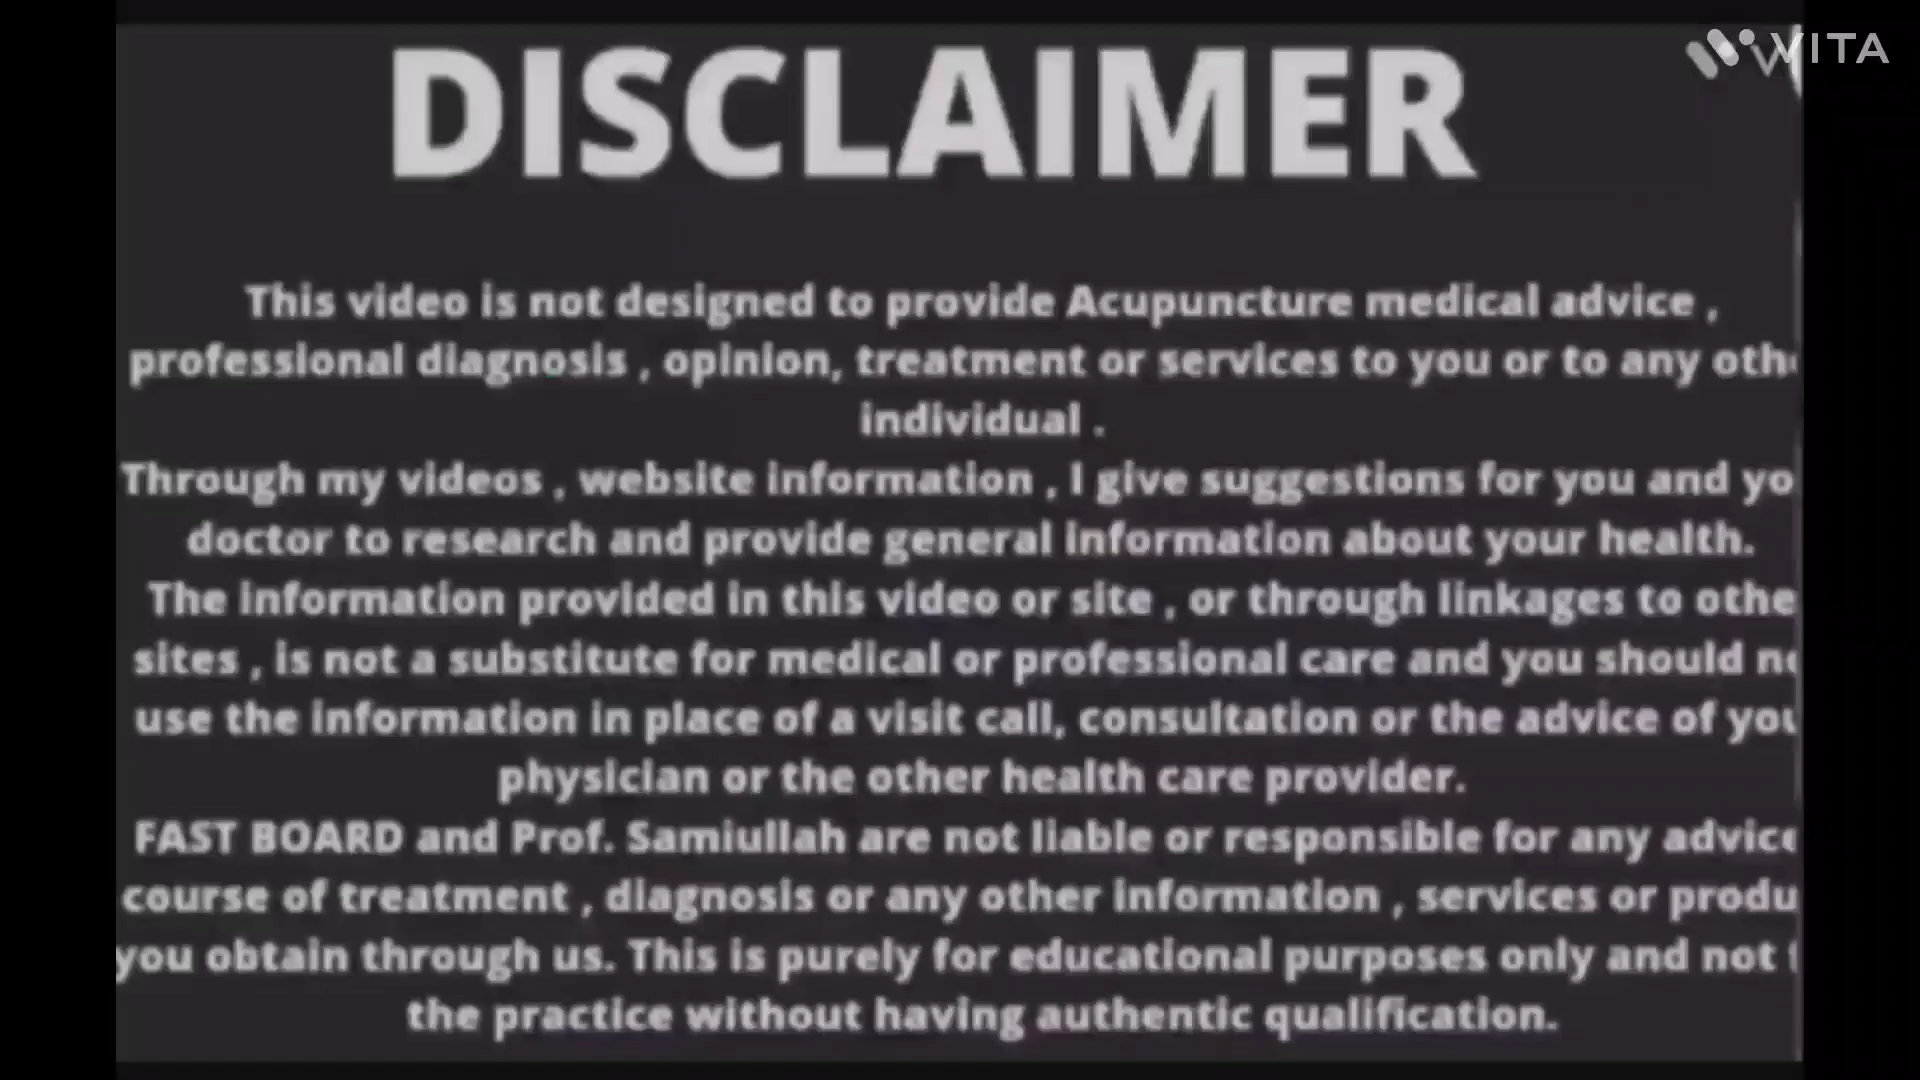 VITA
DISCLAIMER
This video is not designed to provide Acupuncture medical advice ,
professional diagnosis , opinion, treatment or services to you or to any oth
individual .
Through my videos , website information , I give suggestions for you and yo
doctor to research and provide general information about your health.
The information provided in this video or site , or through linkages to othe
sites , is not a substitute for medical or professional care and you should n
use the information in place of a visit call, consultation or the advice of you
physician or the other health care provider.
FAST BOARD and Prof. Samiullah are not liable or responsible for any advice
course of treatment , diagnosis or any other information , services or produ
you obtain through us. This is purely for educational purposes only and not
the practice without having authentic qualification.